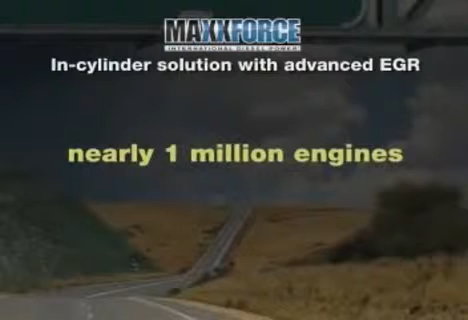 MAXXFORCE
INTERNATIONAL DIESEL POWER
In-cylinder solution with advanced EGR
nearly 1 million engines